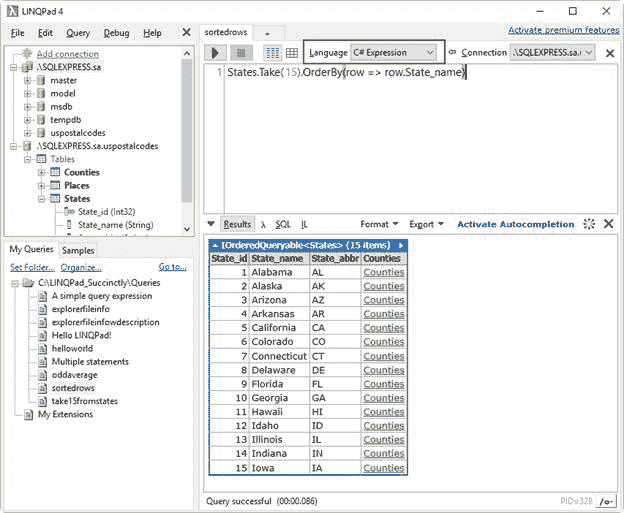 LINQPad 4
File Edit Query Debug Help
Add connection
.\SQLEXPRESS.sa
master
model
msdb
tempdb
uspostalcodes
.\SQLEXPRESS.sa.uspostalcodes
Tables
Counties
Places
States
State_id (Int32)
State_name (String)
My Queries Samples
Set Folder... Organize... Go to...
C:\LINQPad_Succinctly\Queries
A simple query expression
explorerfileinfo
explorerfileinfowdescription
Hello LINQPad!
helloworld
Multiple statements
oddaverage
sortedrows
take15fromstates
My Extensions
sortedrows +
Activate premium features
Language C# Expression Connection .\SQLEXPRESS.sa.
1 States.Take(15).OrderBy(row => row.State_name)
Results λ SQL IL Format Export Activate Autocompletion
IOrderedQueryable<States> (15 items)
State_id State_name State_abbr Counties
1 Alabama AL Counties
2 Alaska AK Counties
3 Arizona AZ Counties
4 Arkansas AR Counties
5 California CA Counties
6 Colorado CO Counties
7 Connecticut CT Counties
8 Delaware DE Counties
9 Florida FL Counties
10 Georgia GA Counties
11 Hawaii HI Counties
12 Idaho ID Counties
13 Illinois IL Counties
14 Indiana IN Counties
15 Iowa IA Counties
Query successful (00:00.086)
PID=328 /o-